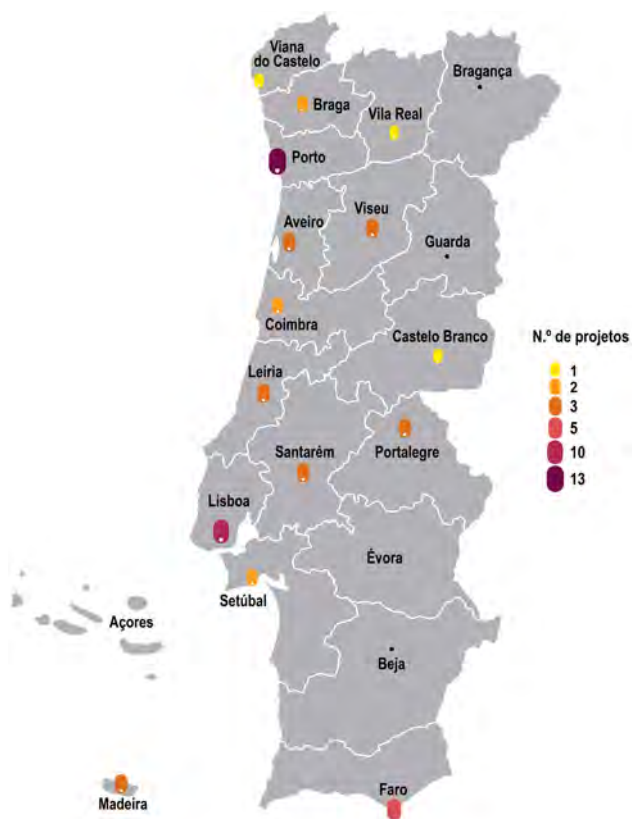 Viana
do Castelo
Bragança
Braga
Vila Real
Porto
Viseu
Aveiro
Guarda
Coimbra
Castelo Branco
N.º de projetos
1
2
3
5
10
13
Leiria
Santarém
Portalegre
Lisboa
Évora
Setúbal
Açores
Beja
Madeira
Faro